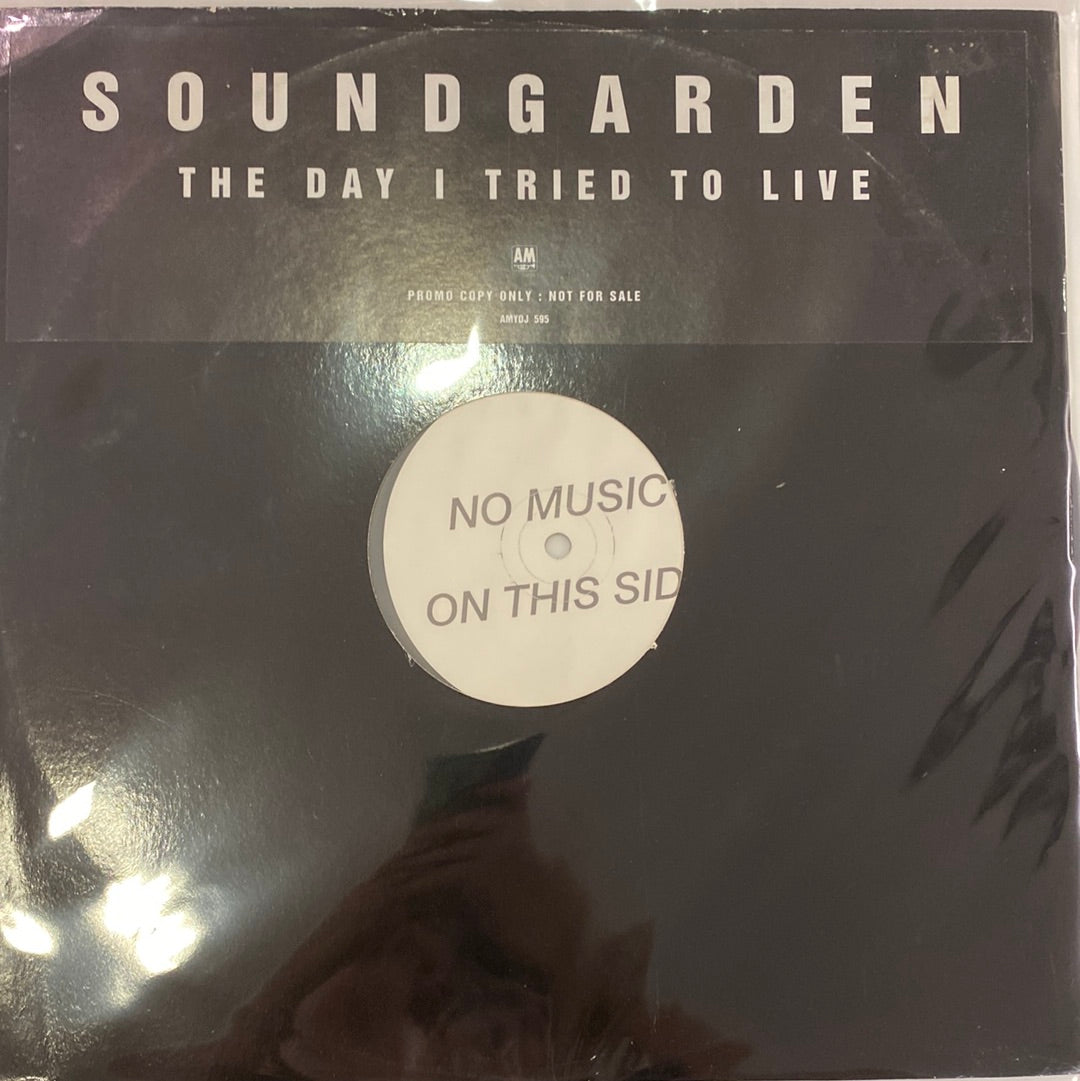 SOUNDGARDEN
THE DAY I TRIED TO LIVE
AM
PROMO COPY ONLY : NOT FOR SALE
AMYDJ 595
NO MUSIC
ON THIS SID